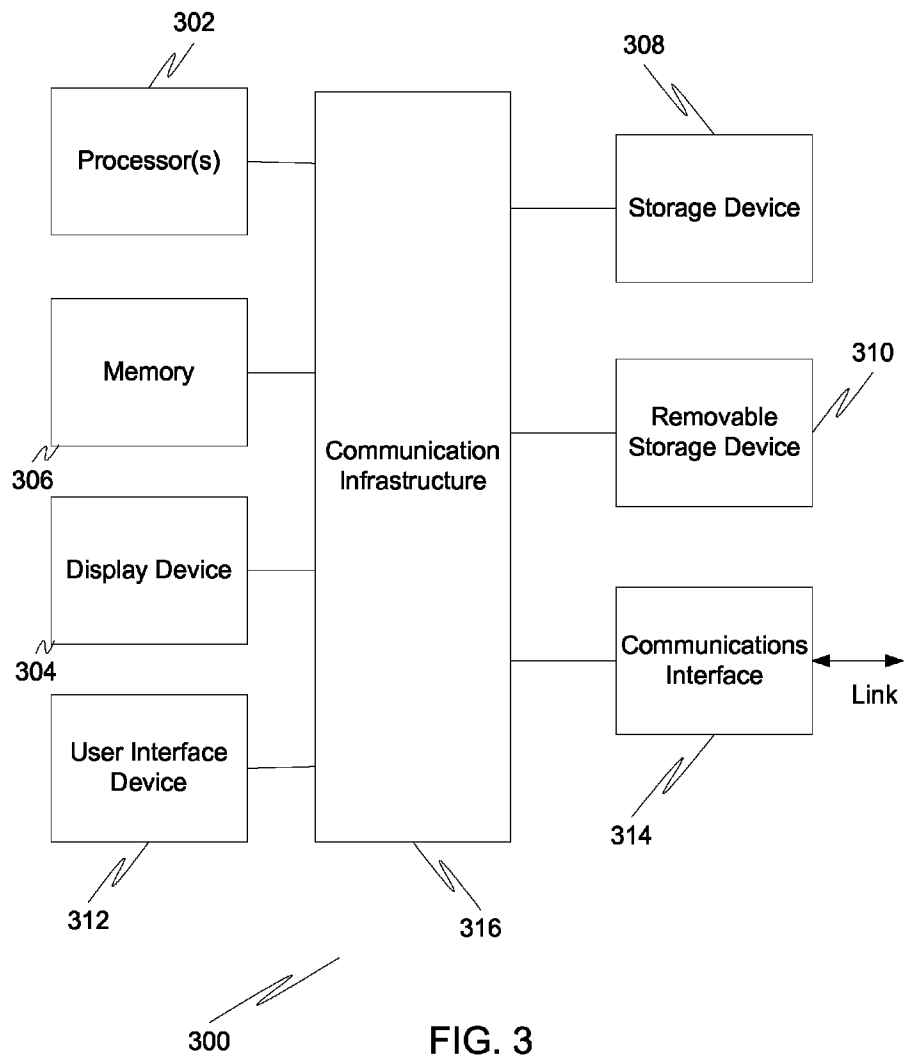 302
308
Processor(s)
Storage Device
310
Memory
Removable
Storage Device
306
Communication
Infrastructure
Display Device
304
Communications
Interface
Link
User Interface
Device
314
312
316
300
FIG. 3